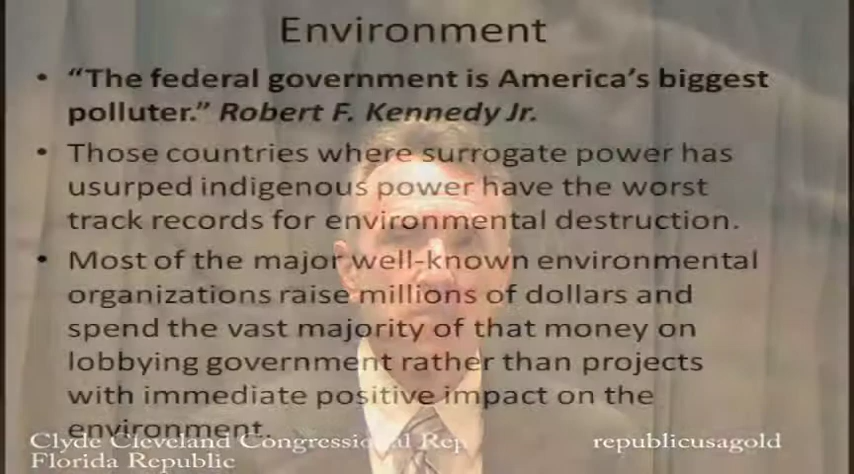 Environment
• “The federal government is America’s biggest
polluter.” Robert F. Kennedy Jr.
• Those countries where surrogate power has
usurped indigenous power have the worst
track records for environmental destruction.
• Most of the major well-known environmental
organizations raise millions of dollars and
spend the vast majority of that money on
lobbying government rather than projects
with immediate positive impact on the
environment.
Clyde Cleveland Congressional Rep republicusagold
Florida Republic